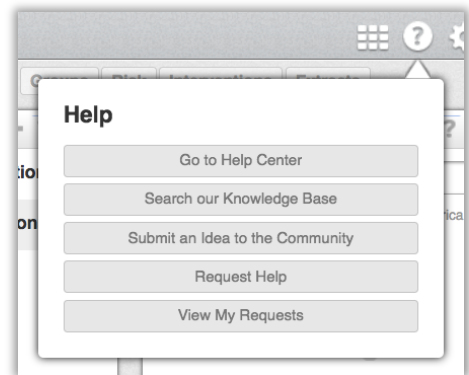 ?
Help
Go to Help Center
Search our Knowledge Base
Submit an Idea to the Community
Request Help
View My Requests